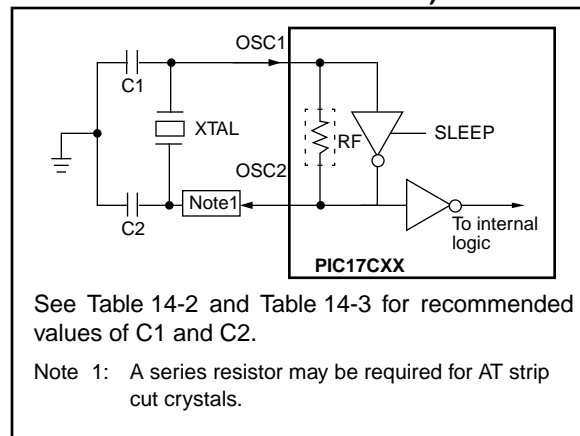 OSC1
C1
XTAL
RF
SLEEP
OSC2
C2
Note1
To internal
logic
PIC17CXX
See Table 14-2 and Table 14-3 for recommended
values of C1 and C2.
Note 1: A series resistor may be required for AT strip
cut crystals.